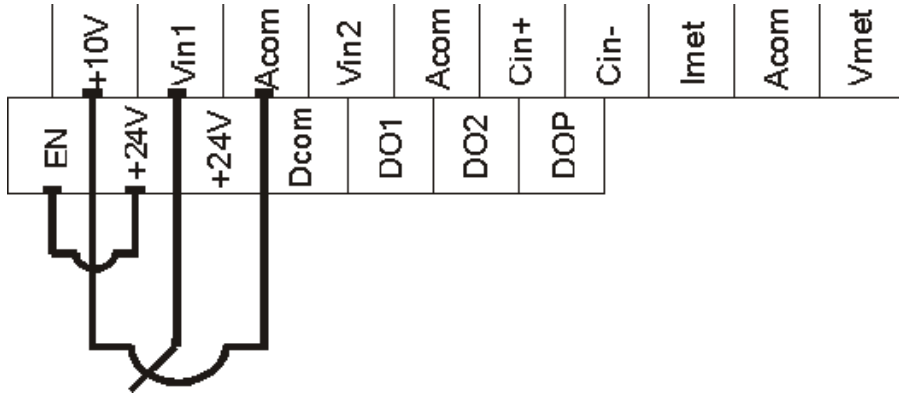 +10V Vin1 Acom Vin2 Acom Cin+ Cin- Imet Acom Vmet
EN +24V +24V Dcom DO1 DO2 DOP